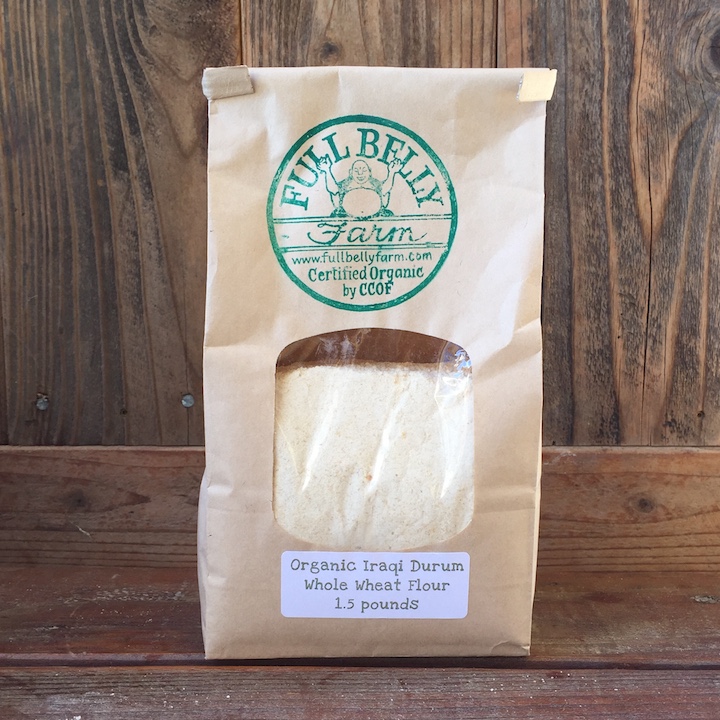 FULL BELLY
Farm
www.fullbellyfarm.com
Certified Organic
by CCOF
Organic Iraqi Durum
Whole Wheat Flour
1.5 pounds